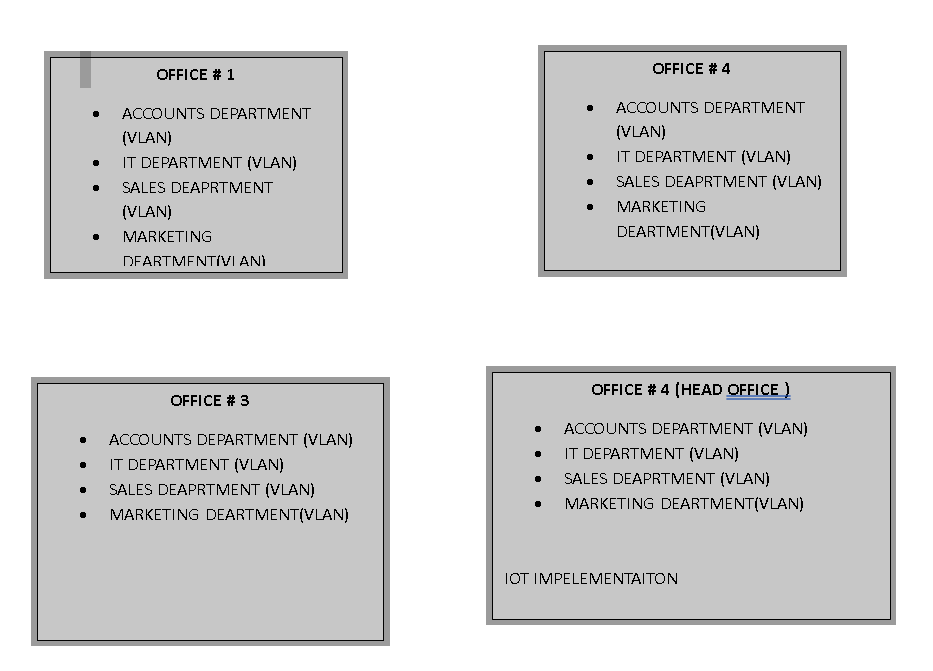 OFFICE # 1
• ACCOUNTS DEPARTMENT
(VLAN)
• IT DEPARTMENT (VLAN)
• SALES DEAPRTMENT
(VLAN)
• MARKETING
DEARTMENT(VLAN)
OFFICE # 4
• ACCOUNTS DEPARTMENT
(VLAN)
• IT DEPARTMENT (VLAN)
• SALES DEAPRTMENT (VLAN)
• MARKETING
DEARTMENT(VLAN)
OFFICE # 3
• ACCOUNTS DEPARTMENT (VLAN)
• IT DEPARTMENT (VLAN)
• SALES DEAPRTMENT (VLAN)
• MARKETING DEARTMENT(VLAN)
OFFICE # 4 (HEAD OFFICE )
• ACCOUNTS DEPARTMENT (VLAN)
• IT DEPARTMENT (VLAN)
• SALES DEAPRTMENT (VLAN)
• MARKETING DEARTMENT(VLAN)
IOT IMPELEMENTAITON